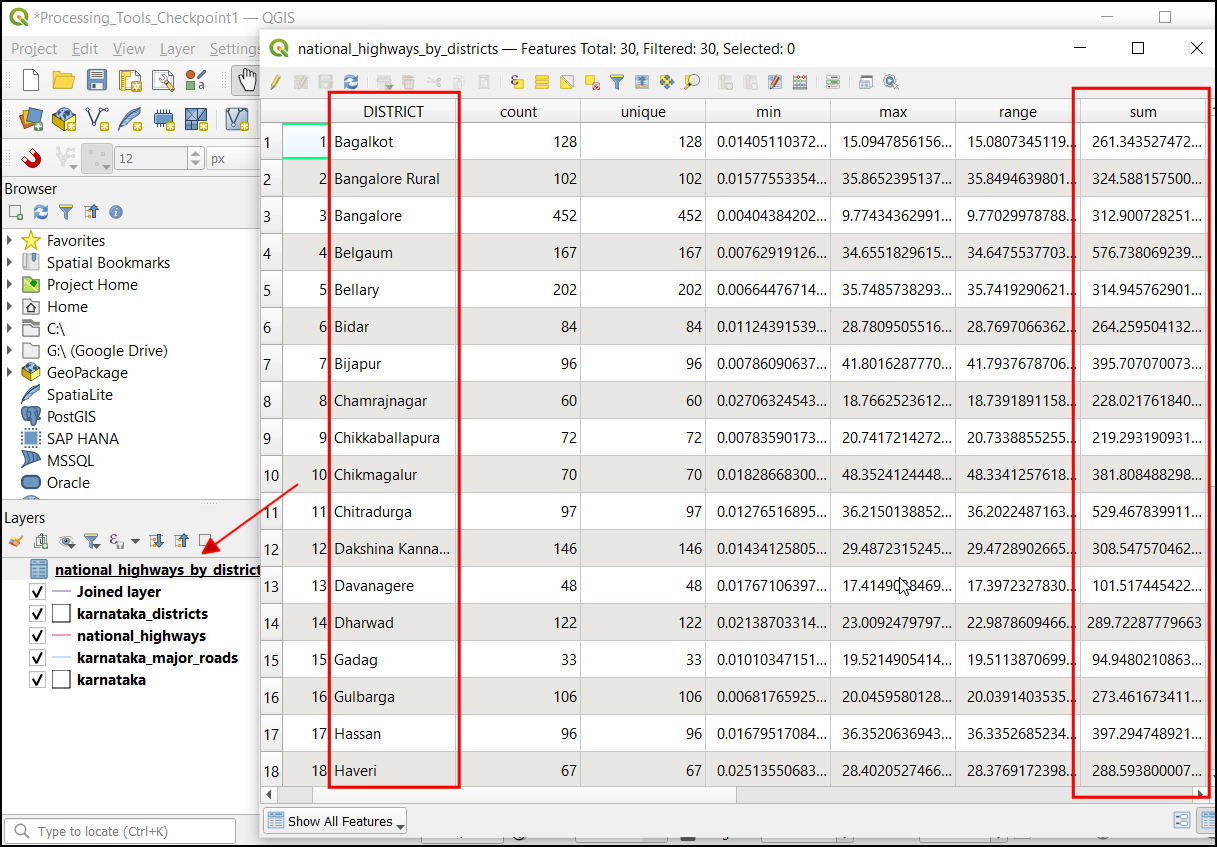 *Processing_Tools_Checkpoint1 — QGIS
Project Edit View Layer Settings
national_highways_by_districts — Features Total: 30, Filtered: 30, Selected: 0
12 px
Browser
Favorites
Spatial Bookmarks
Project Home
Home
C:\
G:\ (Google Drive)
GeoPackage
SpatiaLite
PostGIS
SAP HANA
MSSQL
Oracle
Layers
national_highways_by_district
Joined layer
karnataka_districts
national_highways
karnataka_major_roads
karnataka
Type to locate (Ctrl+K)
DISTRICT count unique min max range sum
1 1 Bagalkot 128 128 0.01405110372... 15.0947856156... 15.0807345119... 261.343527472...
2 2 Bangalore Rural 102 102 0.01577553354... 35.8652395137... 35.8494639801... 324.588157500...
3 3 Bangalore 452 452 0.00404384202... 9.77434362991... 9.77029978788... 312.900728251...
4 4 Belgaum 167 167 0.00762919126... 34.6551829615... 34.6475537703... 576.738069239...
5 5 Bellary 202 202 0.00664476714... 35.7485738293... 35.7419290621... 314.945762901...
6 6 Bidar 84 84 0.01124391539... 28.7809505516... 28.7697066362... 264.259504132...
7 7 Bijapur 96 96 0.00786090637... 41.8016287770... 41.7937678706... 395.707070073...
8 8 Chamrajnagar 60 60 0.02706324543... 18.7662523612... 18.7391891158... 228.021761840...
9 9 Chikkaballapura 72 72 0.00783590173... 20.7417214272... 20.7338855255... 219.293190931...
10 10 Chikmagalur 70 70 0.01828668300... 48.3524124448... 48.3341257618... 381.808488298...
11 11 Chitradurga 97 97 0.01276516895... 36.2150138852... 36.2022487163... 529.467839911...
12 12 Dakshina Kanna... 146 146 0.01434125805... 29.4872315245... 29.4728902665... 308.547570462...
13 13 Davanagere 48 48 0.01767106397... 17.3972327830... 101.517445422...
14 14 Dharwad 122 122 0.02138703314... 23.0092479797... 22.9878609466... 289.72287779663
15 15 Gadag 33 33 0.01010347151... 19.5214905414... 19.5113870699... 94.9480210863...
16 16 Gulbarga 106 106 0.00681765925... 20.0459580128... 20.0391403535... 273.461673411...
17 17 Hassan 96 96 0.01679517084... 36.3520636943... 36.3352685234... 397.294748921...
18 18 Haveri 67 67 0.02513550683... 28.4020527466... 28.3769172398... 288.593800007...
Show All Features